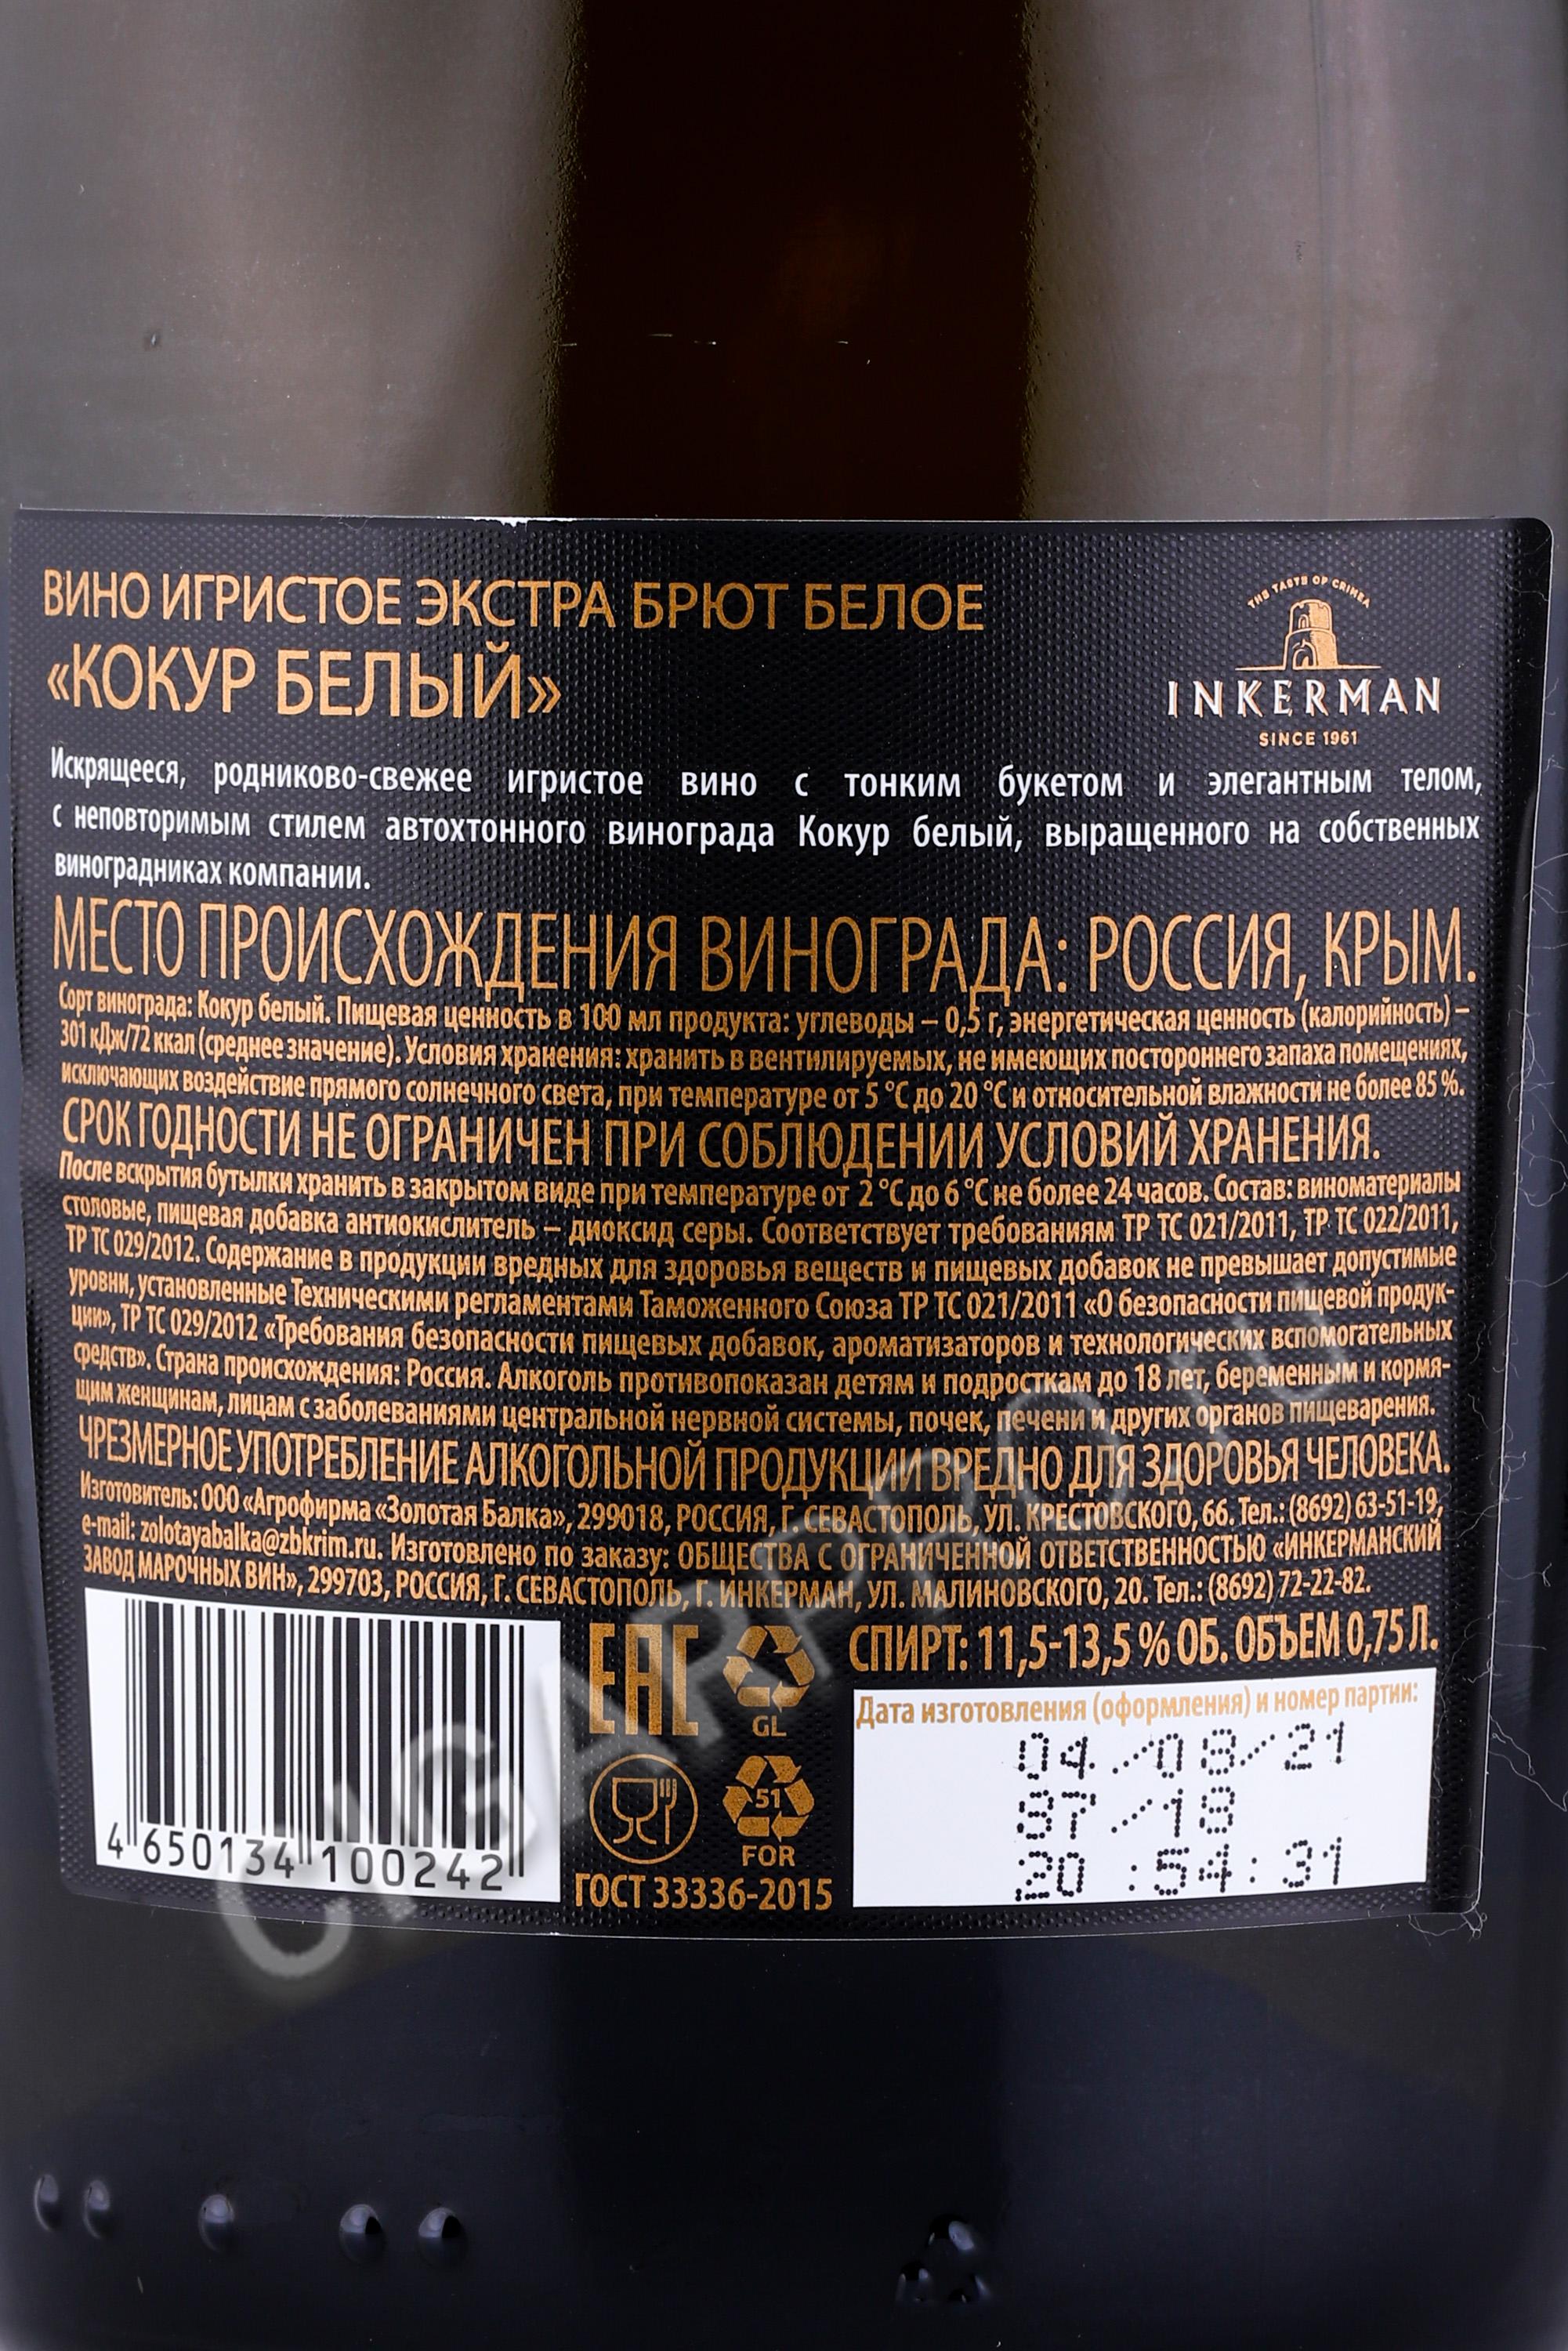 ВИНО ИГРИСТОЕ ЭКСТРА БРЮТ БЕЛОЕ
«КОКУР БЕЛЫЙ»
THE TASTE OF CRIMEA
INKERMAN
SINCE 1961
Искрящееся, родниково-свежее игристое вино с тонким букетом и элегантным телом,
с неповторимым стилем автохтонного винограда Кокур белый, выращенного на собственных
виноградниках компании.
МЕСТО ПРОИСХОЖДЕНИЯ ВИНОГРАДА: РОССИЯ, КРЫМ.
Сорт винограда: Кокур белый. Пищевая ценность в 100 мл продукта: углеводы – 0,5 г, энергетическая ценность (калорийность) –
301 кДж/72 ккал (среднее значение). Условия хранения: хранить в вентилируемых, не имеющих постороннего запаха помещениях,
исключающих воздействие прямого солнечного света, при температуре от 5 °С до 20 °С и относительной влажности не более 85 %.
СРОК ГОДНОСТИ НЕ ОГРАНИЧЕН ПРИ СОБЛЮДЕНИИ УСЛОВИЙ ХРАНЕНИЯ.
После вскрытия бутылки хранить в закрытом виде при температуре от 2 °С до 6 °С не более 24 часов. Состав: виноматериалы
столовые, пищевая добавка антиокислитель – диоксид серы. Соответствует требованиям ТР ТС 021/2011, ТР ТС 022/2011,
ТР ТС 029/2012. Содержание в продукции вредных для здоровья веществ и пищевых добавок не превышает допустимые
уровни, установленные Техническими регламентами Таможенного Союза ТР ТС 021/2011 «О безопасности пищевой продук-
ции», ТР ТС 029/2012 «Требования безопасности пищевых добавок, ароматизаторов и технологических вспомогательных
средств». Страна происхождения: Россия. Алкоголь противопоказан детям и подросткам до 18 лет, беременным и кормя-
щим женщинам, лицам с заболеваниями центральной нервной системы, почек, печени и других органов пищеварения.
ЧРЕЗМЕРНОЕ УПОТРЕБЛЕНИЕ АЛКОГОЛЬНОЙ ПРОДУКЦИИ ВРЕДНО ДЛЯ ЗДОРОВЬЯ ЧЕЛОВЕКА.
Изготовитель: ООО «Агрофирма «Золотая Балка», 299018, РОССИЯ, Г. СЕВАСТОПОЛЬ, УЛ. КРЕСТОВСКОГО, 66. Тел.: (8692) 63-51-19,
e-mail: zolotayabalka@zbkrim.ru. Изготовлено по заказу: ОБЩЕСТВА С ОГРАНИЧЕННОЙ ОТВЕТСТВЕННОСТЬЮ «ИНКЕРМАНСКИЙ
ЗАВОД МАРОЧНЫХ ВИН», 299703, РОССИЯ, Г. СЕВАСТОПОЛЬ, Г. ИНКЕРМАН, УЛ. МАЛИНОВСКОГО, 20. Тел.: (8692) 72-22-82.
4 650134 100242
EAC
GL
51
FOR
ГОСТ 33336-2015
СПИРТ: 11,5-13,5 % ОБ. ОБЪЕМ 0,75 Л.
Дата изготовления (оформления) и номер партии:
04./08/21
87/18
20:54:31